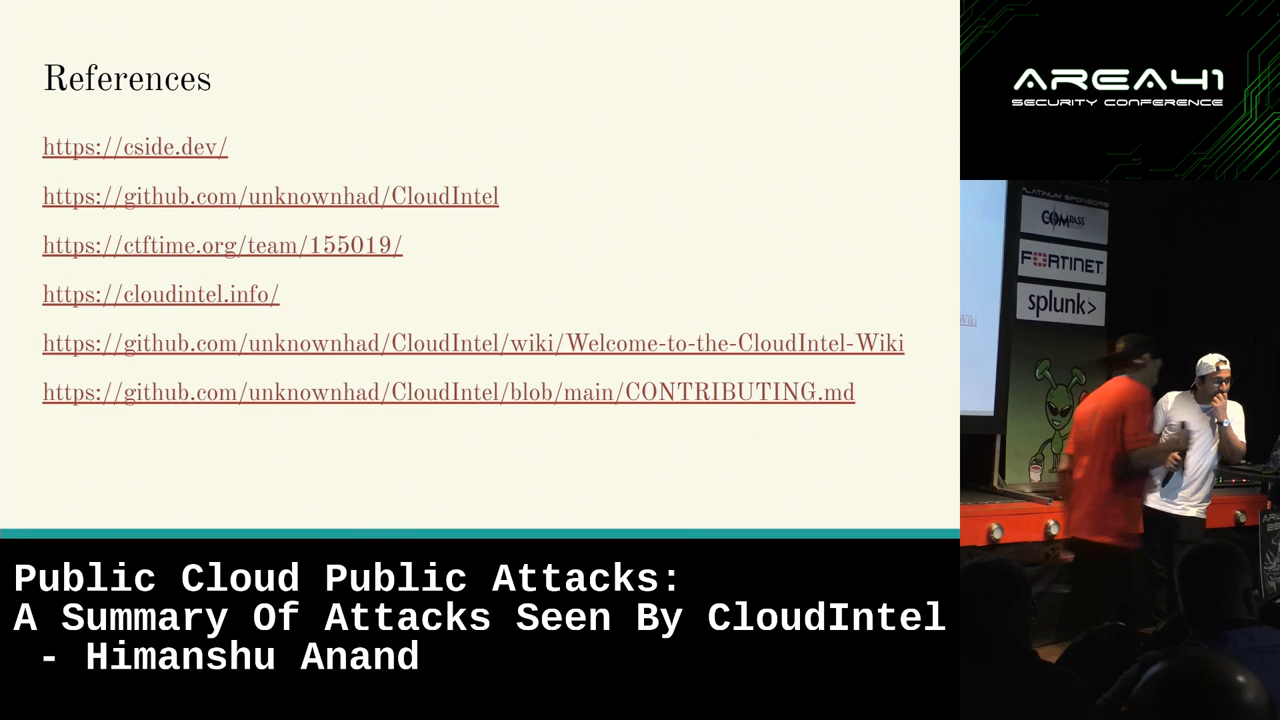 References
https://cside.dev/
https://github.com/unknownhad/CloudIntel
https://ctftime.org/team/155019/
https://cloudintel.info/
https://github.com/unknownhad/CloudIntel/wiki/Welcome-to-the-CloudIntel-Wiki
https://github.com/unknownhad/CloudIntel/blob/main/CONTRIBUTING.md
Public Cloud Public Attacks:
A Summary Of Attacks Seen By CloudIntel
- Himanshu Anand
AREA41
SECURITY CONFERENCE
PLATINUM SPONSORS
COMPASS
FORTINET
splunk>
Wiki